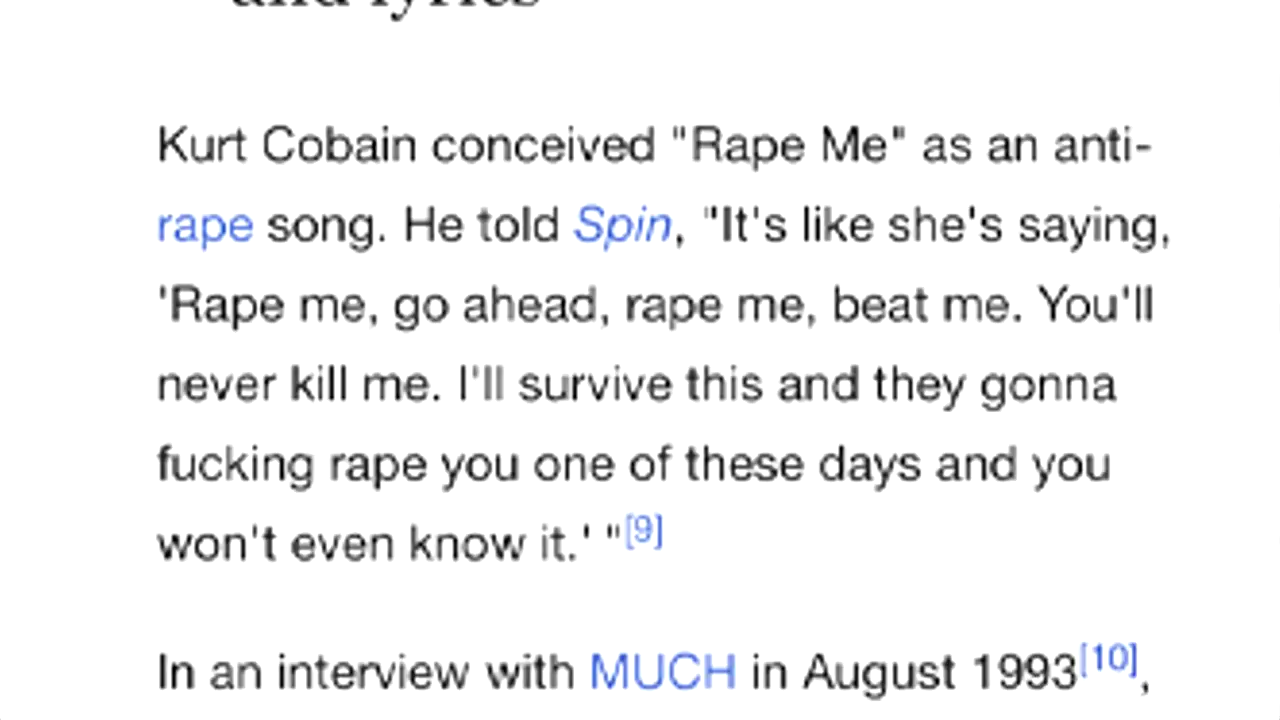 and lyrics
Kurt Cobain conceived "Rape Me" as an anti-
rape song. He told Spin, "It's like she's saying,
'Rape me, go ahead, rape me, beat me. You'll
never kill me. I'll survive this and they gonna
fucking rape you one of these days and you
won't even know it.' "[9]
In an interview with MUCH in August 1993[10],